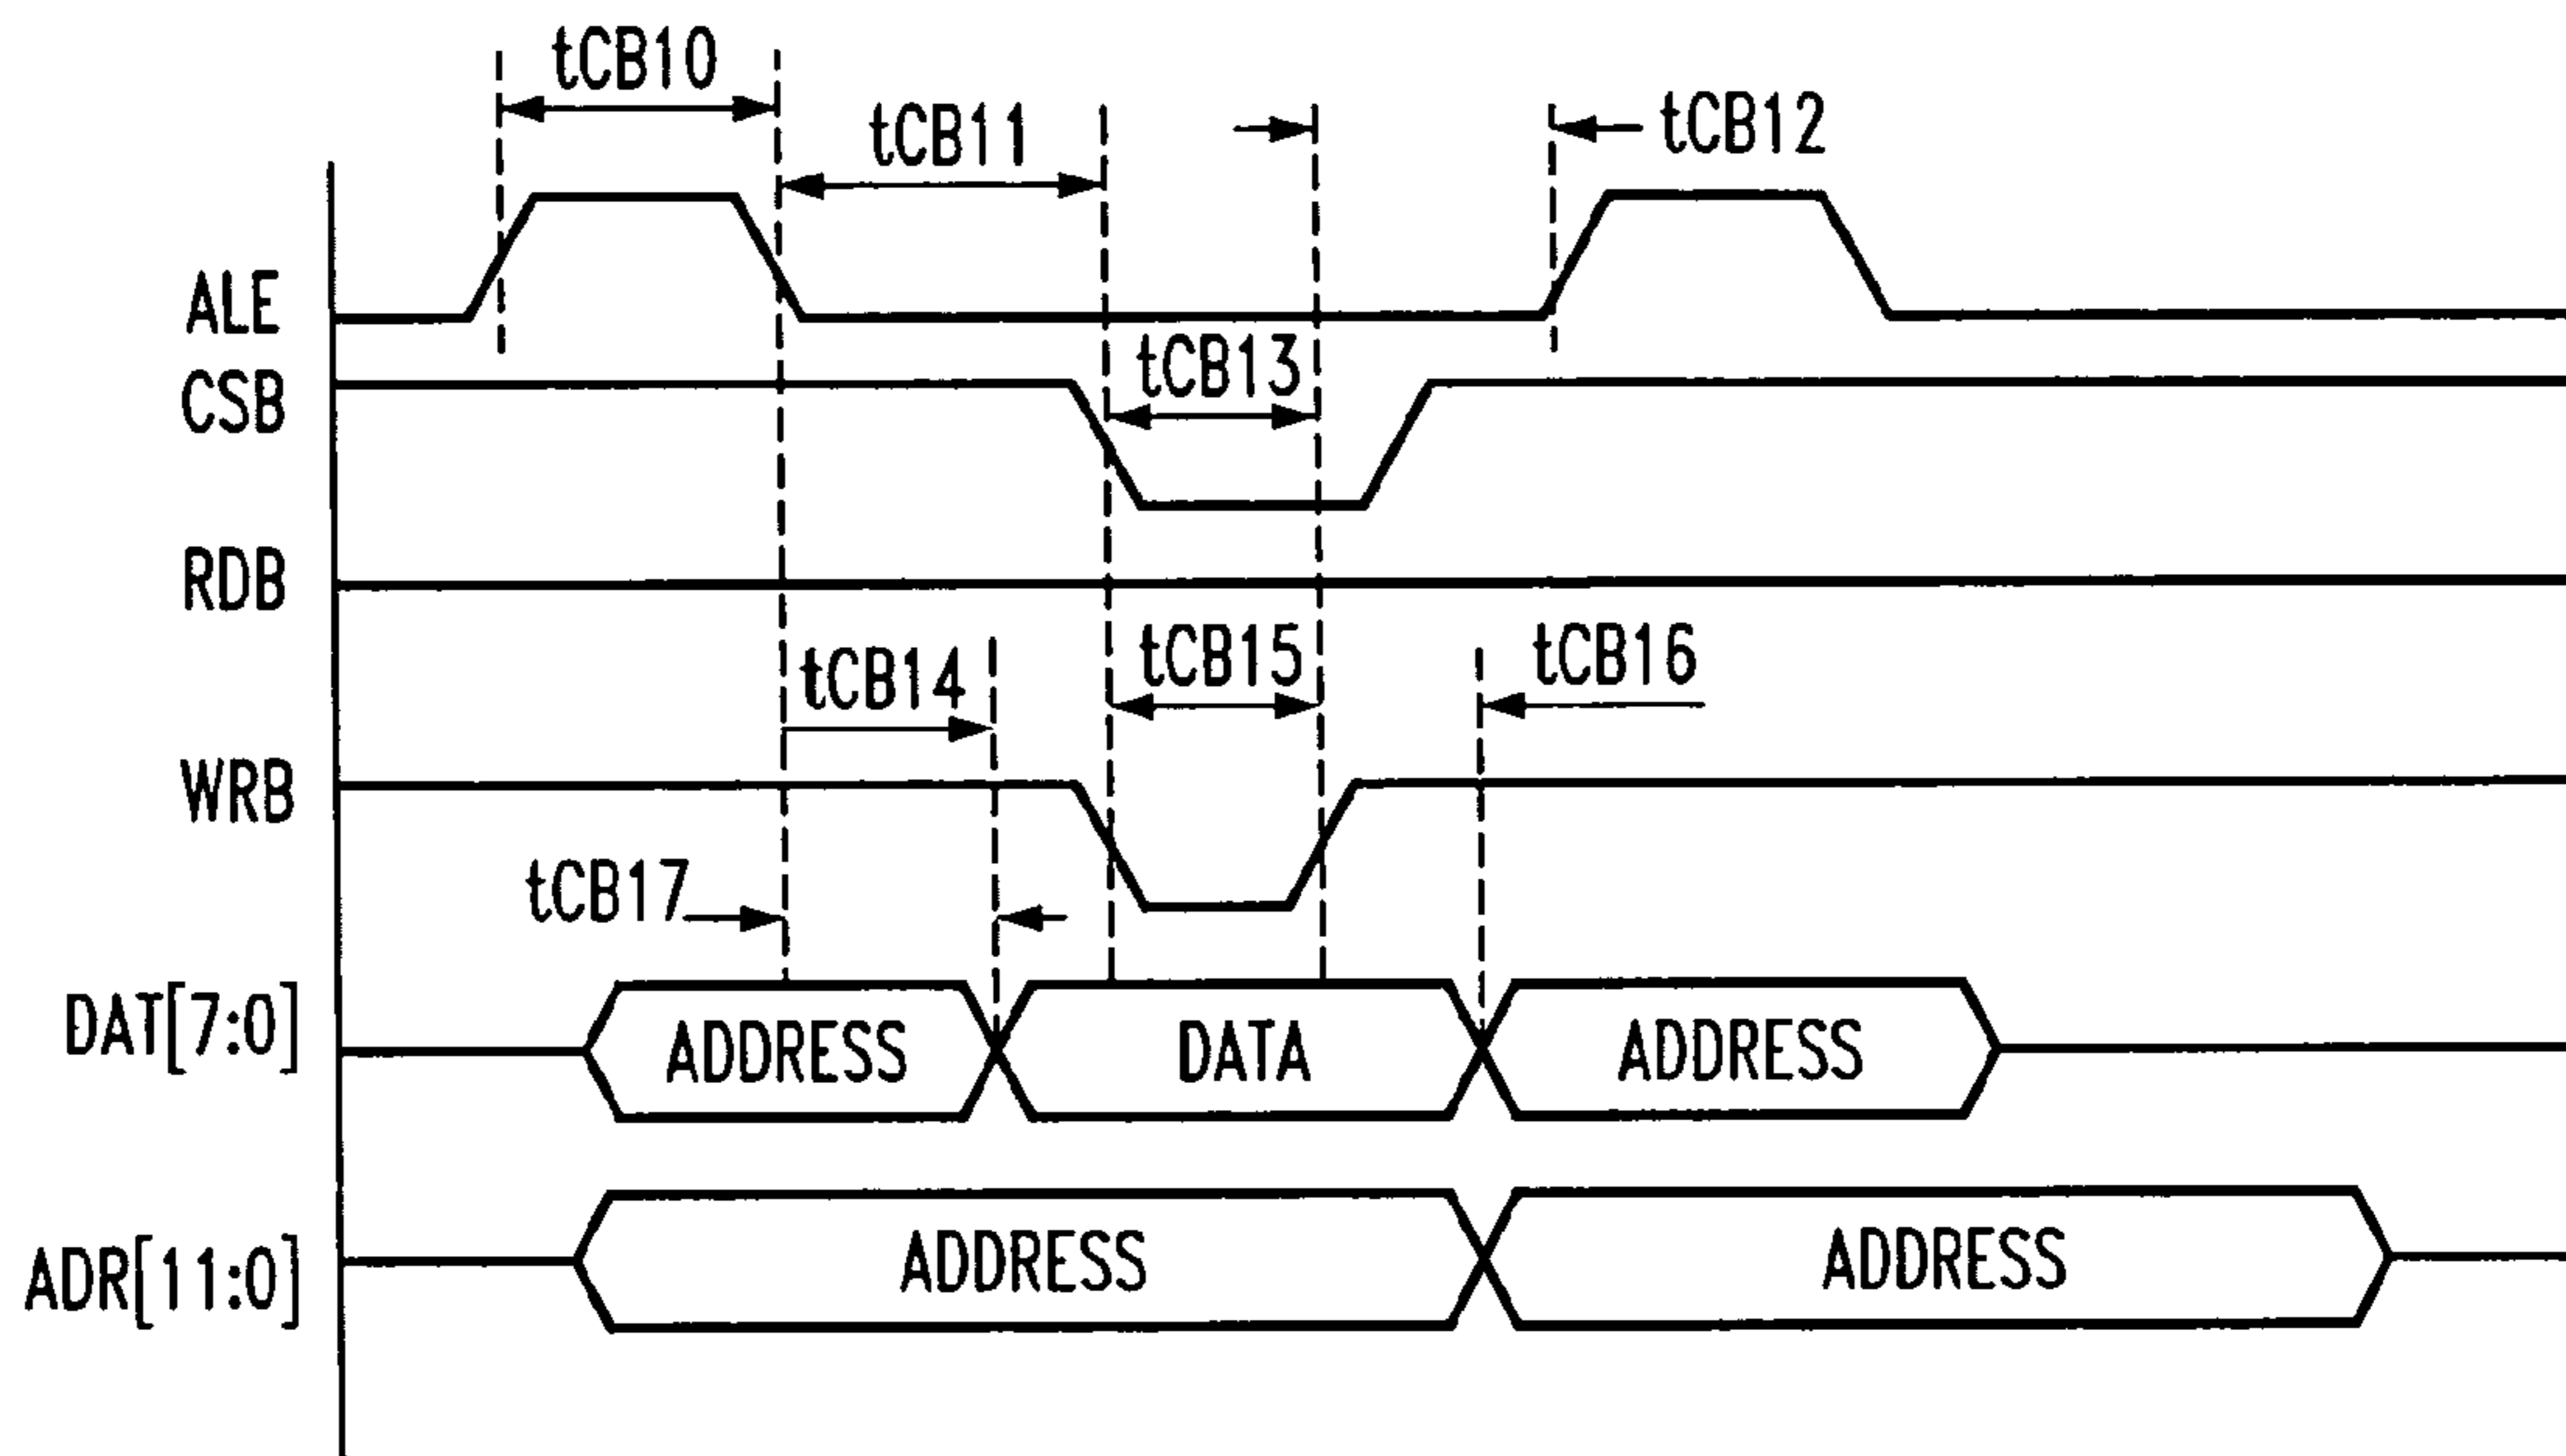 tCB10
tCB11
tCB12
ALE
tCB13
CSB
RDB
tCB14
tCB15
tCB16
WRB
tCB17
DAT[7:0]
ADDRESS
DATA
ADDRESS
ADR[11:0]
ADDRESS
ADDRESS